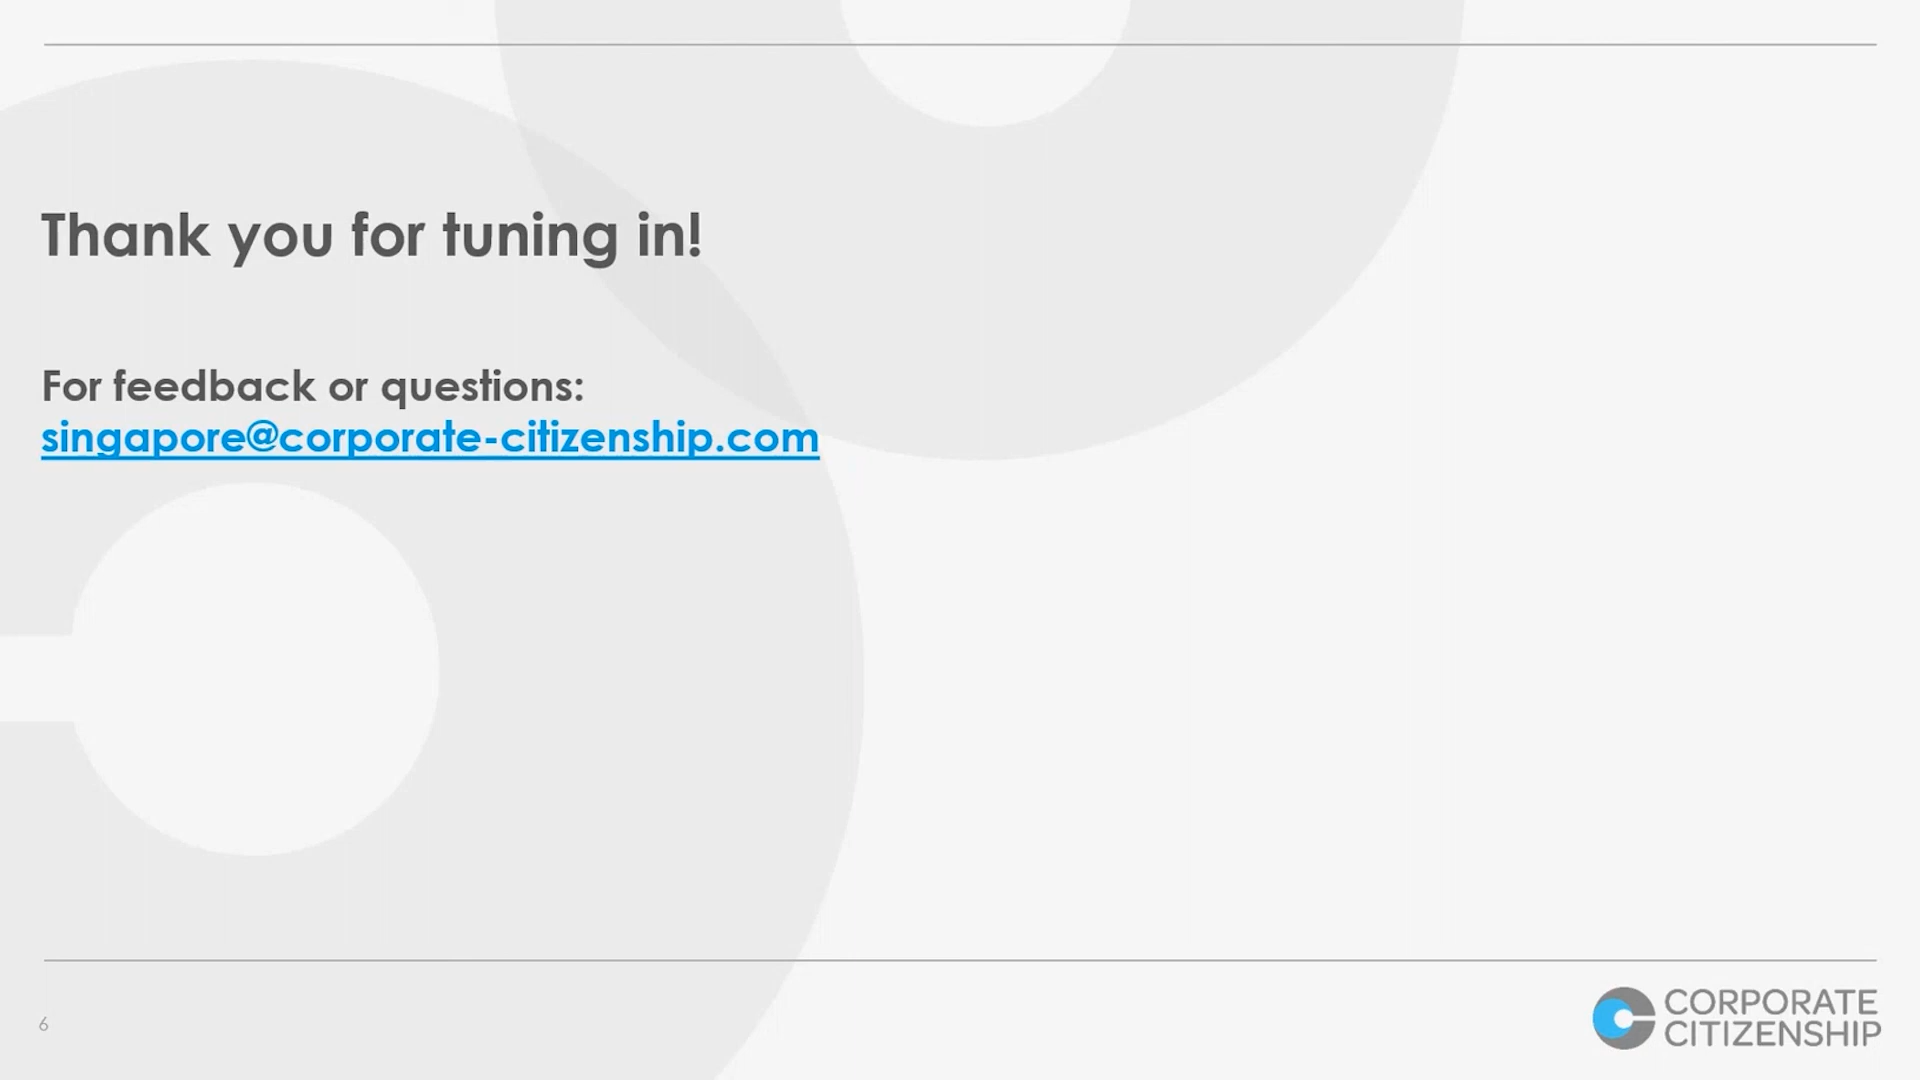 Thank you for tuning in!
For feedback or questions:
singapore@corporate-citizenship.com
6
CORPORATE
CITIZENSHIP